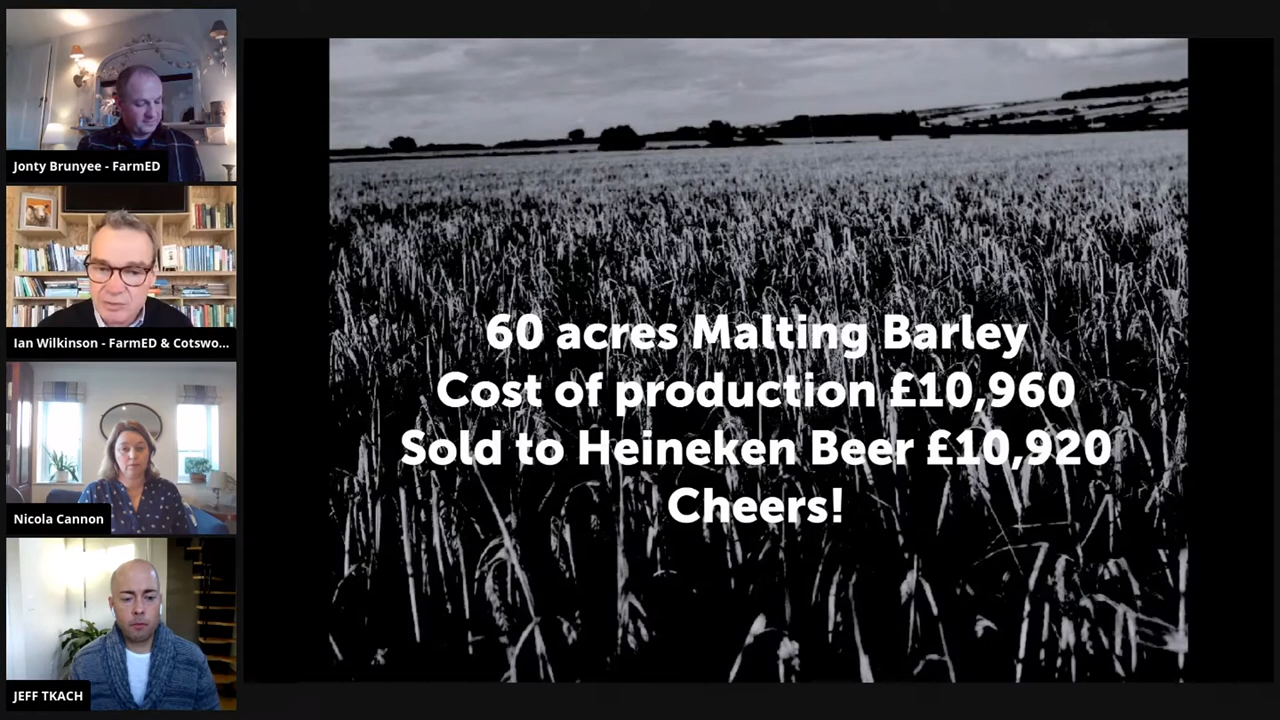 Jonty Brunyee - FarmED
Ian Wilkinson - FarmED & Cotswo...
Nicola Cannon
JEFF TKACH
60 acres Malting Barley
Cost of production £10,960
Sold to Heineken Beer £10,920
Cheers!